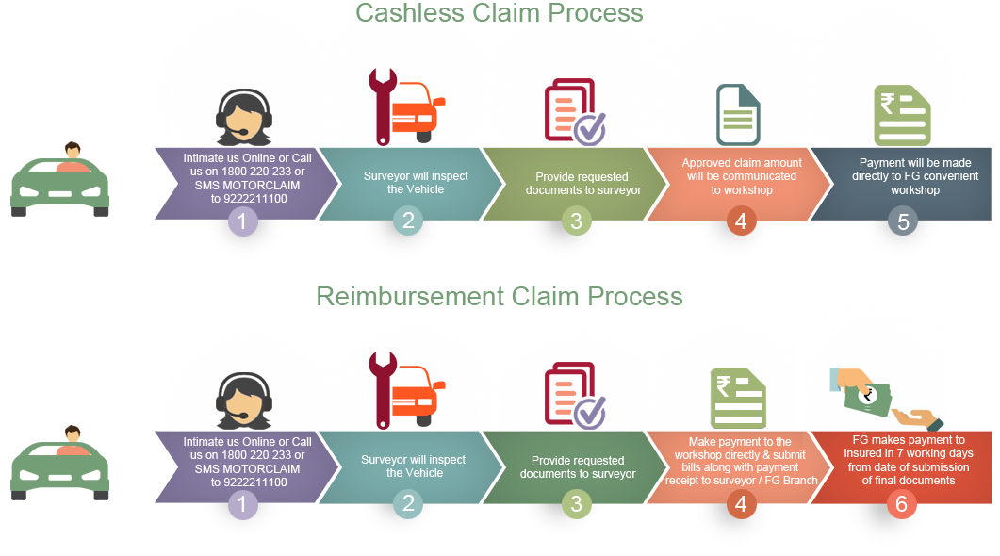 Cashless Claim Process
Intimate us Online or Call
us on 1800 220 233 or
SMS MOTORCLAIM
to 9222211100
1
Surveyor will inspect
the Vehicle
2
Provide requested
documents to surveyor
3
Approved claim amount
will be communicated
to workshop
4
₹
Payment will be made
directly to FG convenient
workshop
5
Reimbursement Claim Process
Intimate us Online or Call
us on 1800 220 233 or
SMS MOTORCLAIM
to 9222211100
1
Surveyor will inspect
the Vehicle
2
Provide requested
documents to surveyor
3
₹
Make payment to the
workshop directly & submit
bills along with payment
receipt to surveyor / FG Branch
4
₹
FG makes payment to
insured in 7 working days
from date of submission
of final documents
6